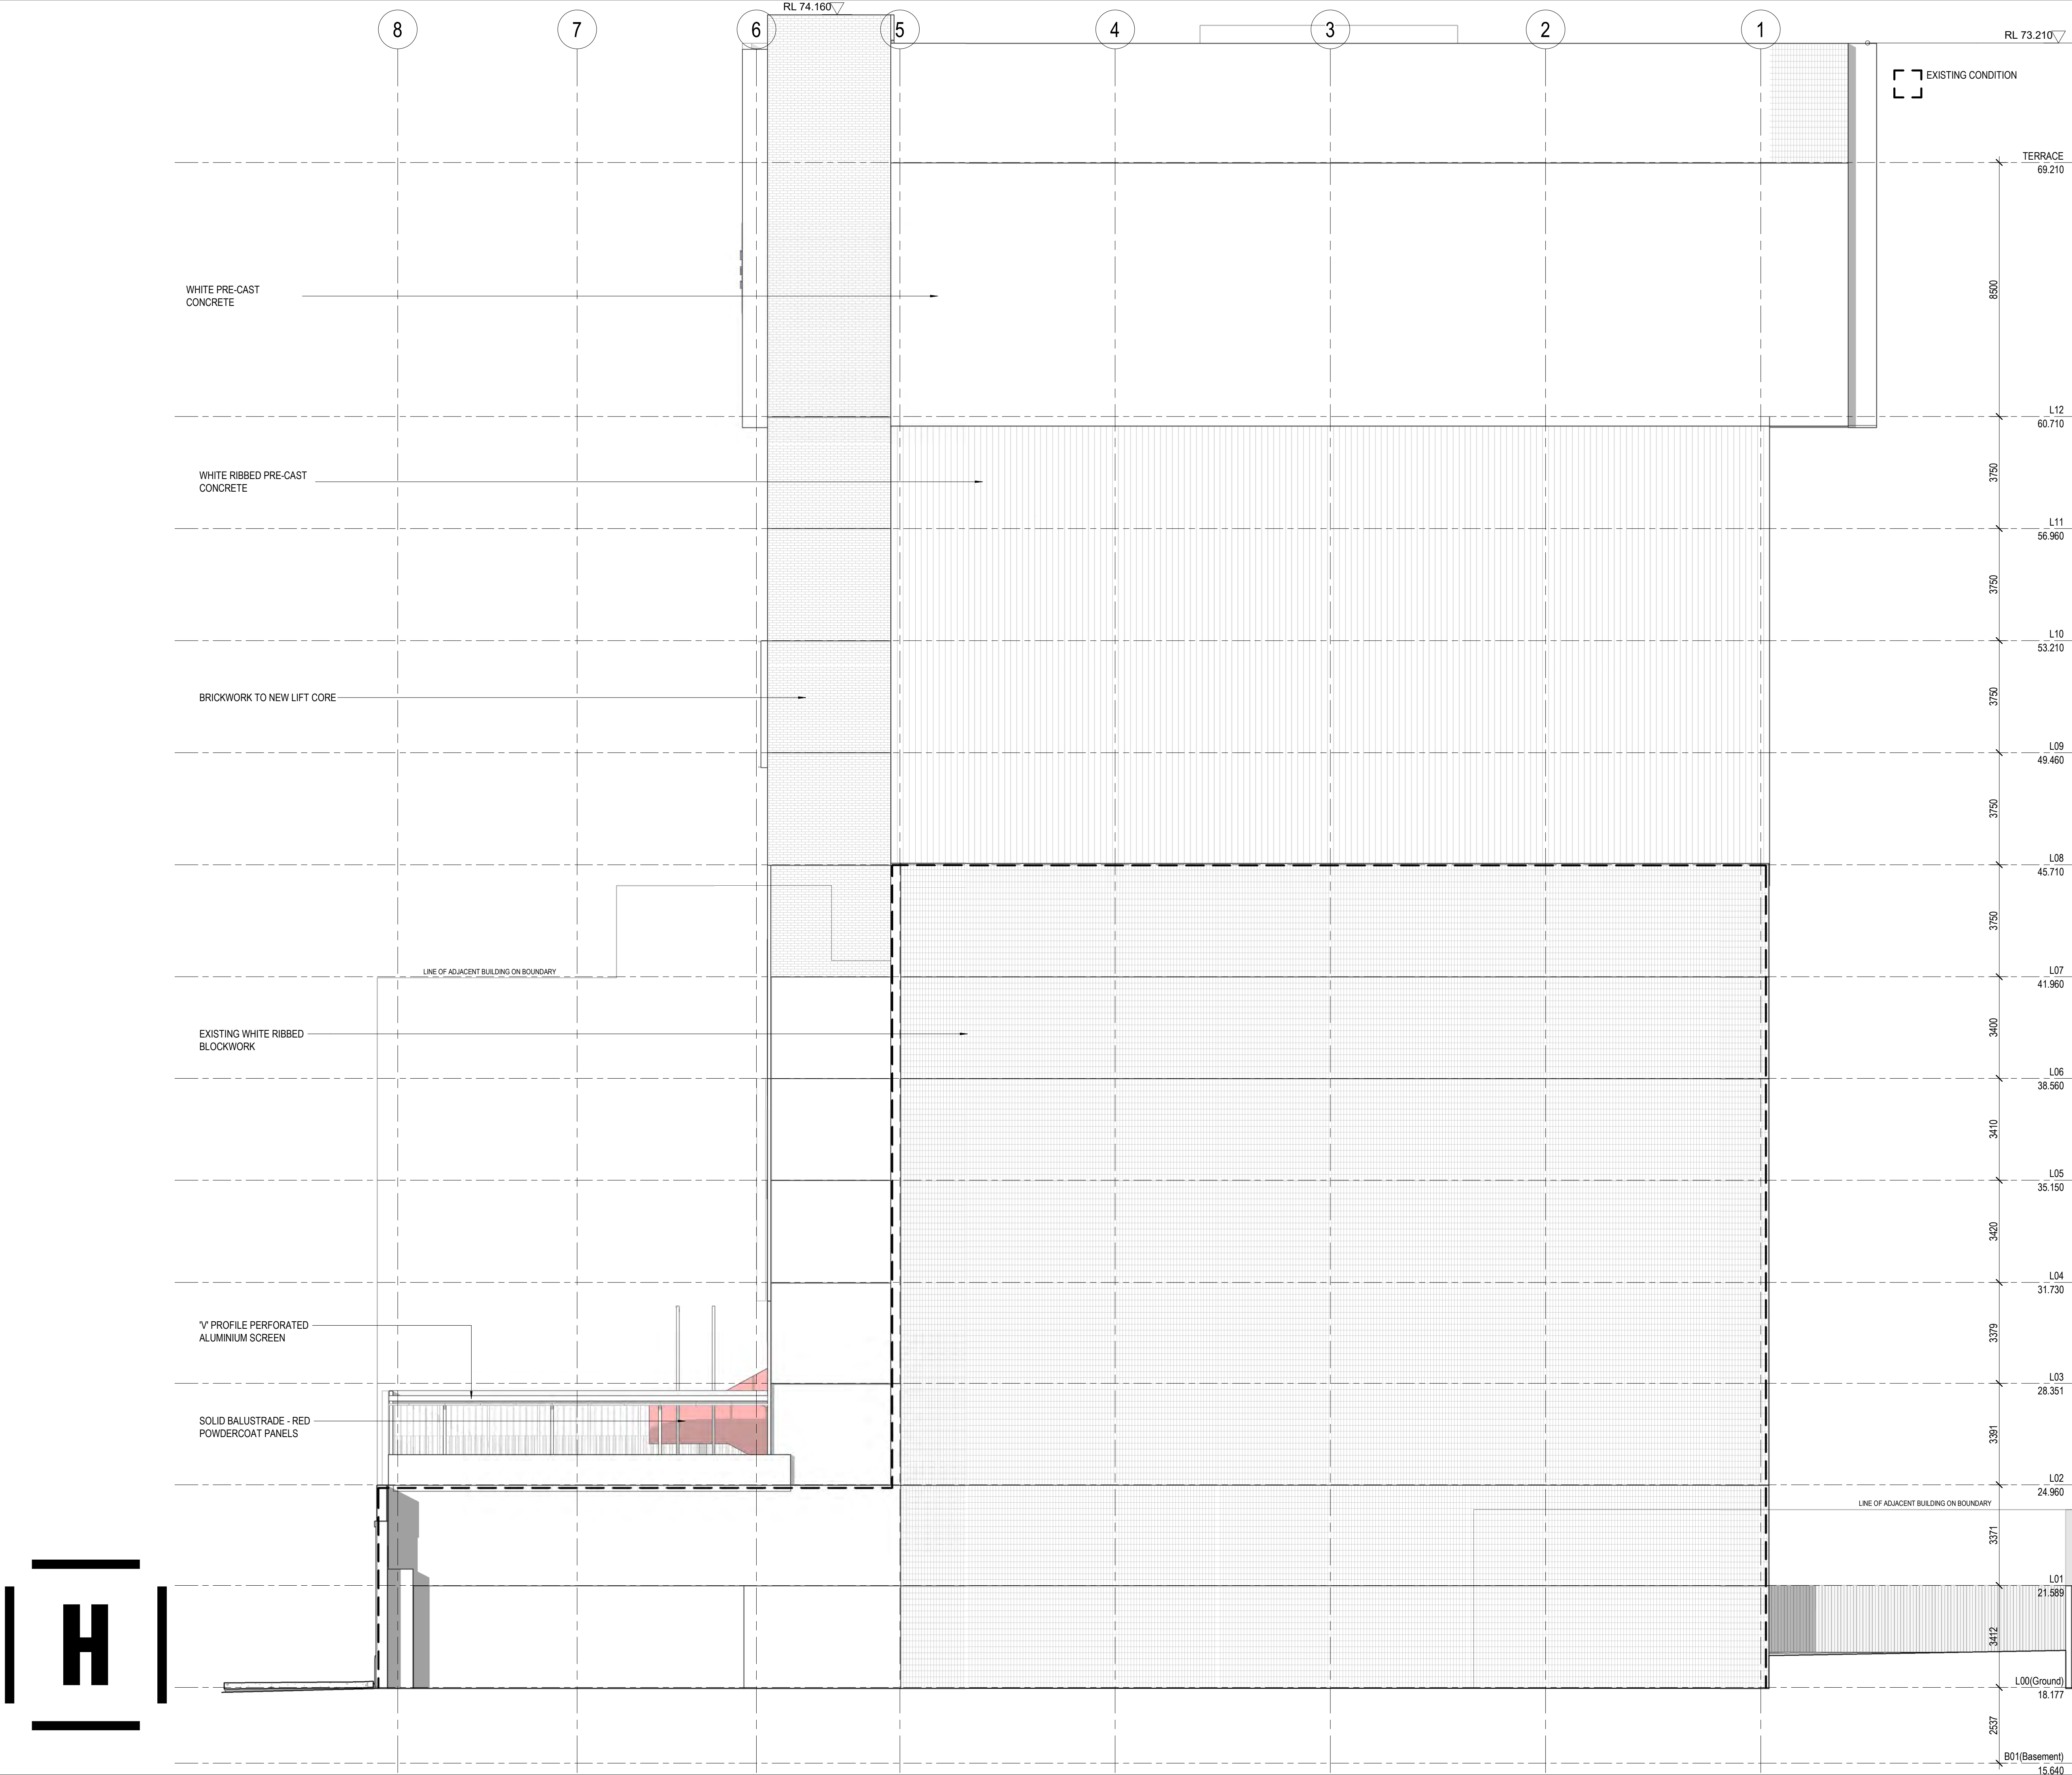 RL 74.160
8
7
6
5
4
3
2
1
RL 73.210
EXISTING CONDITION
TERRACE
69.210
WHITE PRE-CAST
CONCRETE
8500
L12
60.710
WHITE RIBBED PRE-CAST
CONCRETE
3750
L11
56.960
3750
L10
53.210
BRICKWORK TO NEW LIFT CORE
3750
L09
49.460
3750
L08
45.710
3750
LINE OF ADJACENT BUILDING ON BOUNDARY
L07
41.960
EXISTING WHITE RIBBED
BLOCKWORK
3400
L06
38.560
3410
L05
35.150
3420
L04
31.730
'V' PROFILE PERFORATED
ALUMINIUM SCREEN
3379
L03
28.351
SOLID BALUSTRADE - RED
POWDERCOAT PANELS
3391
L02
24.960
LINE OF ADJACENT BUILDING ON BOUNDARY
3371
L01
21.589
H
3412
L00(Ground)
18.177
2537
B01(Basement)
15.640